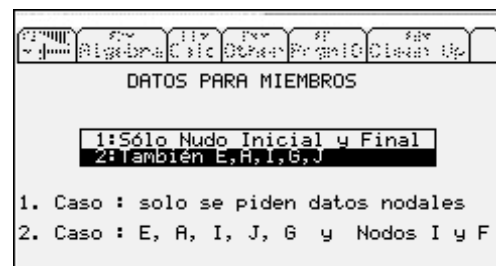 Algebra Calc Other PrgmIO Clean Up
DATOS PARA MIEMBROS
1:Sólo Nudo Inicial y Final
2:También E,A,I,G,J
1. Caso : solo se piden datos nodales
2. Caso : E, A, I, J, G y Nodos I y F